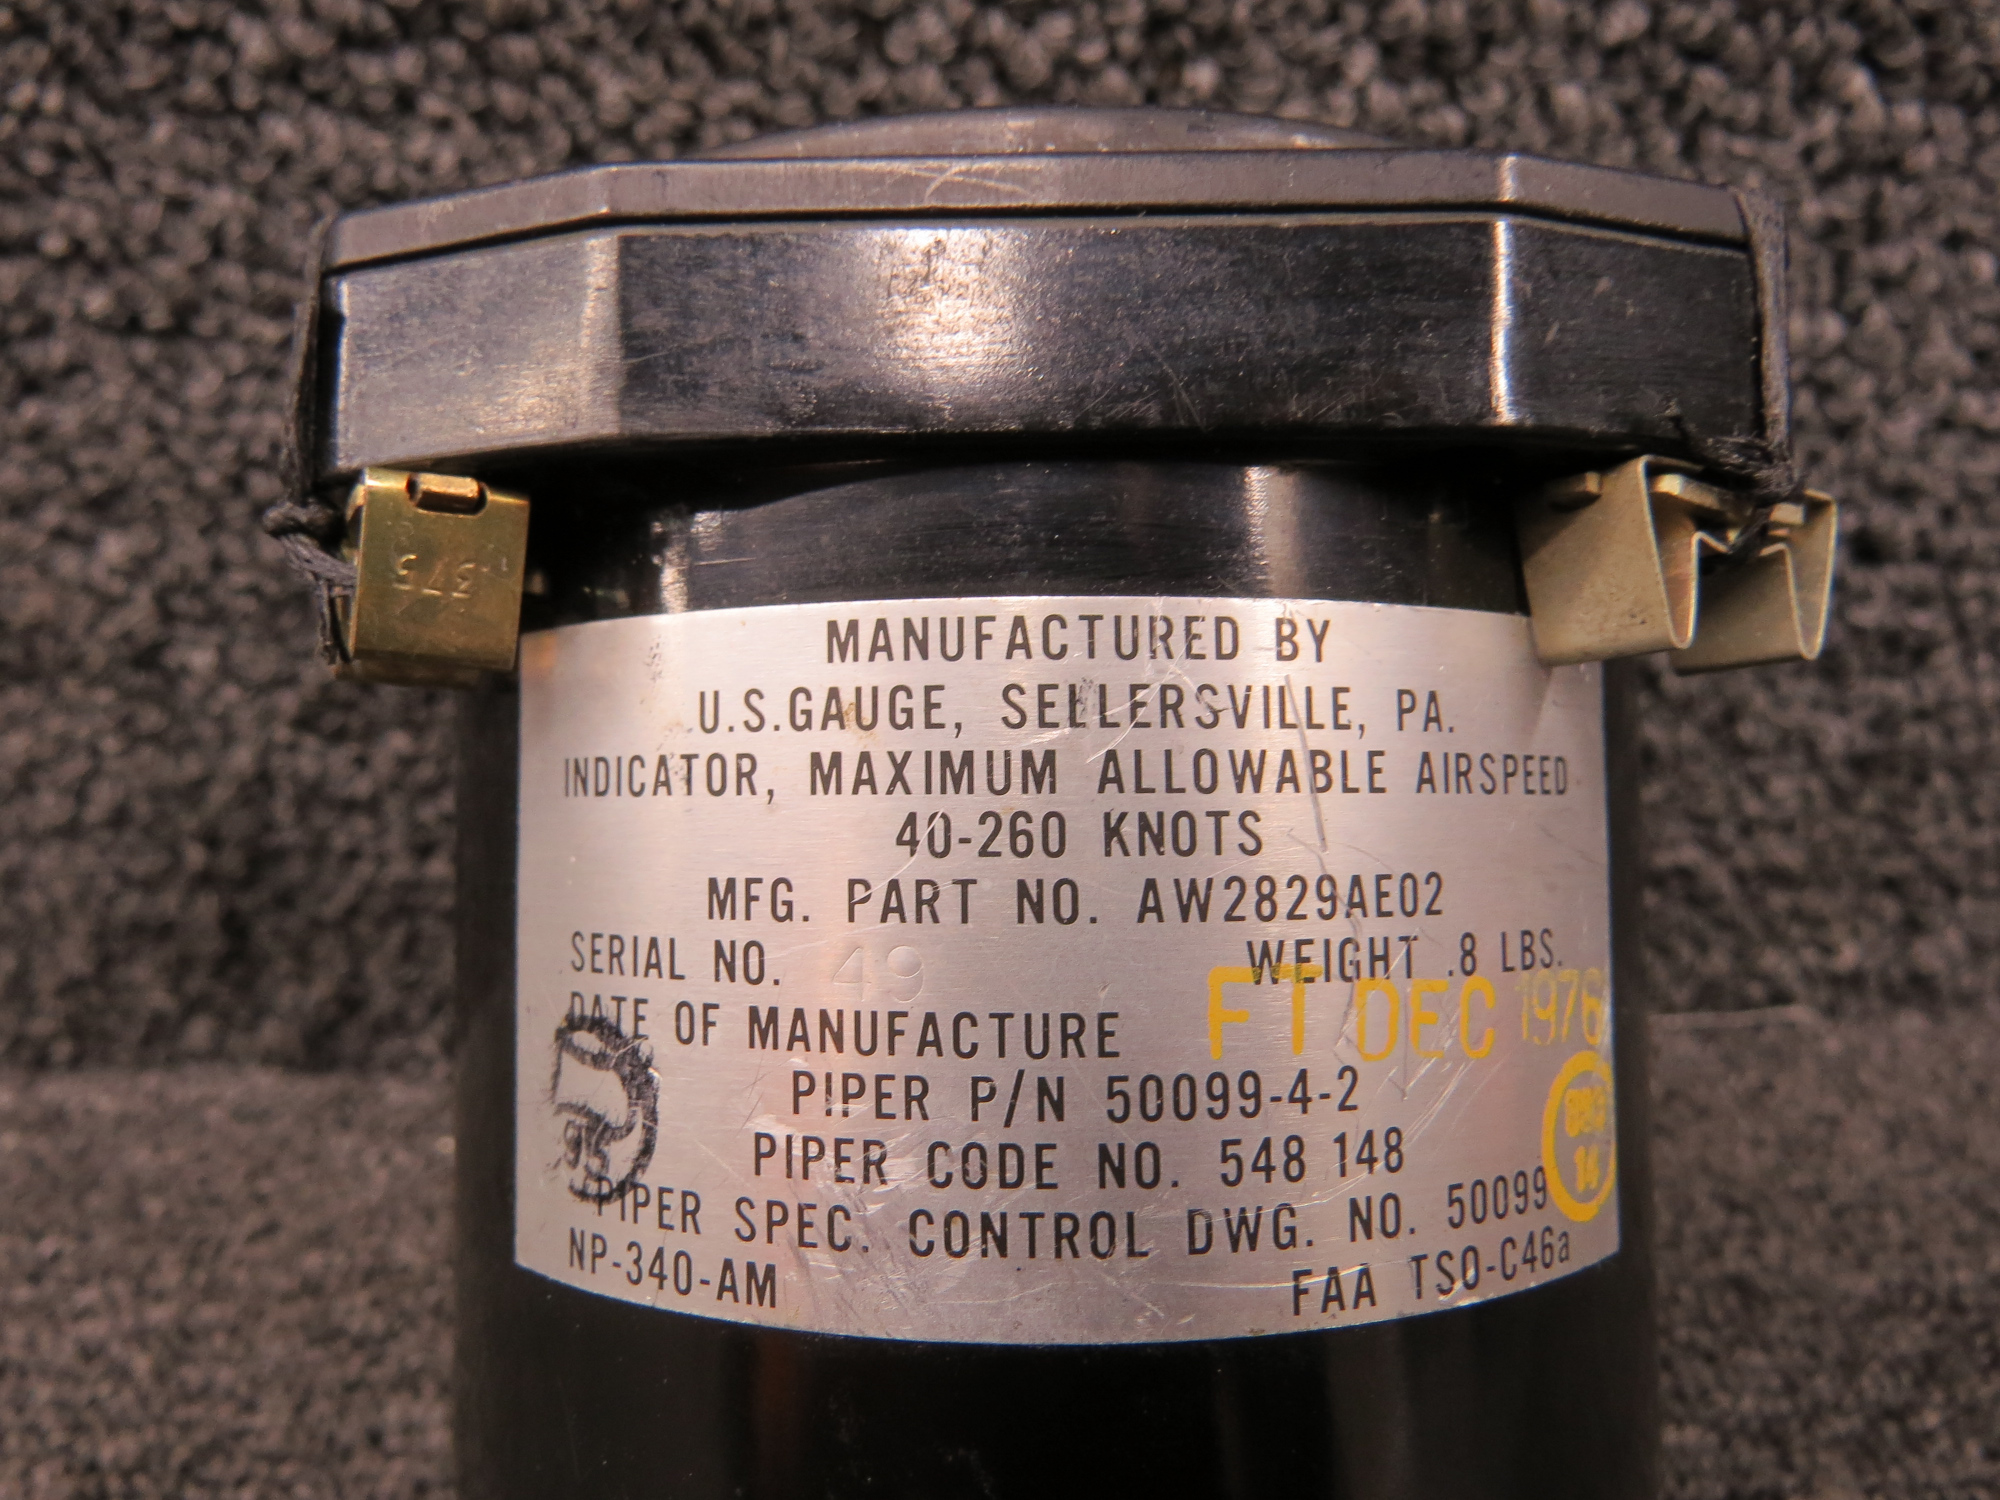 375
MANUFACTURED BY
U.S.GAUGE, SELLERSVILLE, PA.
INDICATOR, MAXIMUM ALLOWABLE AIRSPEED
40-260 KNOTS
MFG. PART NO. AW2829AE02
SERIAL NO. 49 WEIGHT .8 LBS.
DATE OF MANUFACTURE FT DEC 1976
PIPER P/N 50099-4-2
PIPER CODE NO. 548 148
95
14
PIPER SPEC. CONTROL DWG. NO. 50099
NP-340-AM FAA TSO-C46a